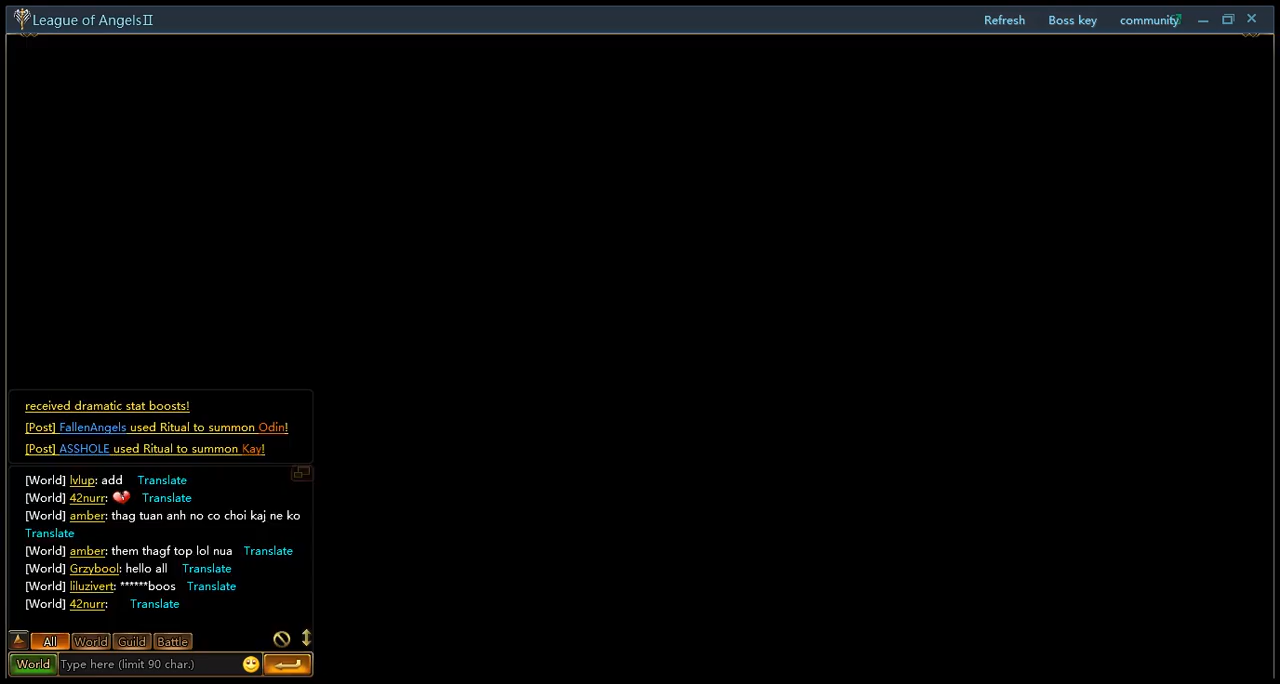 League of AngelsⅡ
Refresh Boss key community
received dramatic stat boosts!
[Post] FallenAngels used Ritual to summon Odin!
[Post] ASSHOLE used Ritual to summon Kay!
[World] lvlup: add Translate
[World] 42nurr: Translate
[World] amber: thag tuan anh no co choi kaj ne ko
Translate
[World] amber: them thagf top lol nua Translate
[World] Grzybool: hello all Translate
[World] liluzivert: ******boos Translate
[World] 42nurr: Translate
All World Guild Battle
World Type here (limit 90 char.)